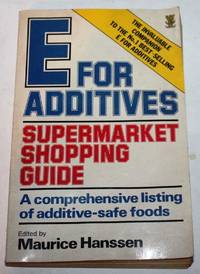 THE INVALUABLE
COMPANION
TO THE No.1 BEST-SELLING
E FOR ADDITIVES
E FOR
ADDITIVES
SUPERMARKET
SHOPPING
GUIDE
A comprehensive listing
of additive-safe foods
Edited by
Maurice Hanssen